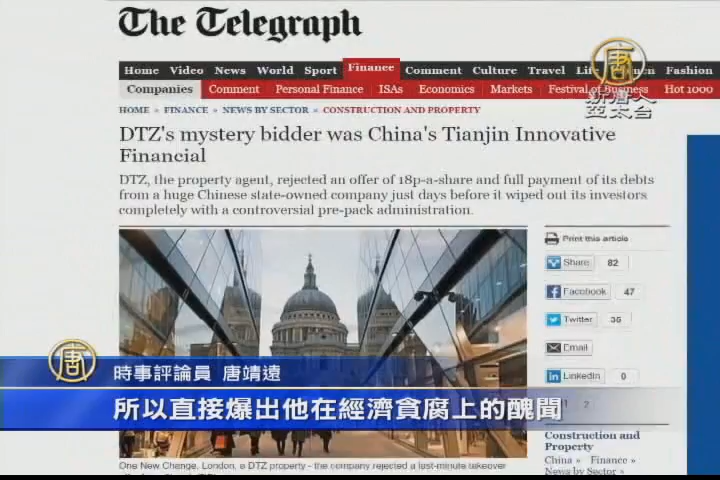 The Telegraph
Home Video News World Sport Finance Comment Culture Travel Fashion
Companies Comment Personal Finance ISAs Economics Markets Festival of Business Hot 1000
唐
新唐人
亞太台
HOME » FINANCE » NEWS BY SECTOR » CONSTRUCTION AND PROPERTY
DTZ's mystery bidder was China's Tianjin Innovative
Financial
DTZ, the property agent, rejected an offer of 18p-a-share and full payment of its debts
from a huge Chinese state-owned company just days before it wiped out its investors
completely with a controversial pre-pack administration.
Print this article
Share 82
Facebook 47
Twitter
Email
LinkedIn 0
2
唐
時事評論員 唐靖遠
所以直接爆出他在經濟貪腐上的醜聞
Construction and
Property
China » Finance »
News by Sector »
One New Change, London, a DTZ property - the company rejected a last-minute takeover